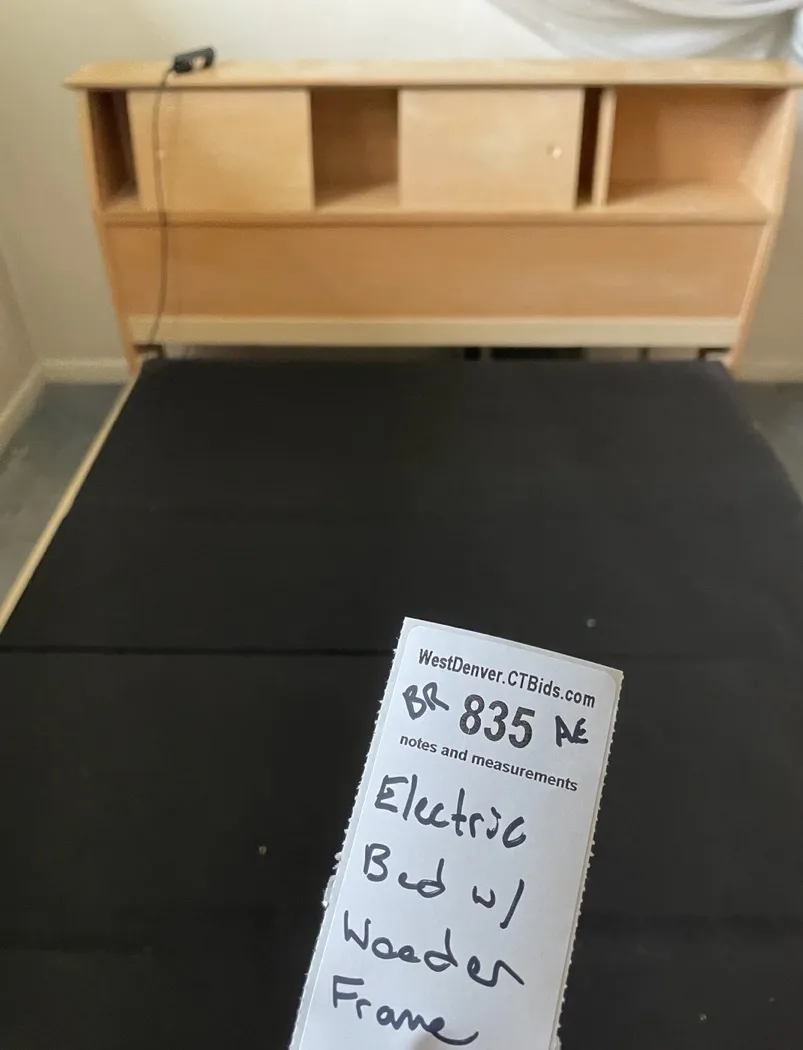 WestDenver.CTBids.com
BR 835 AE
notes and measurements
Electric
Bed w/
Wooden
Frame